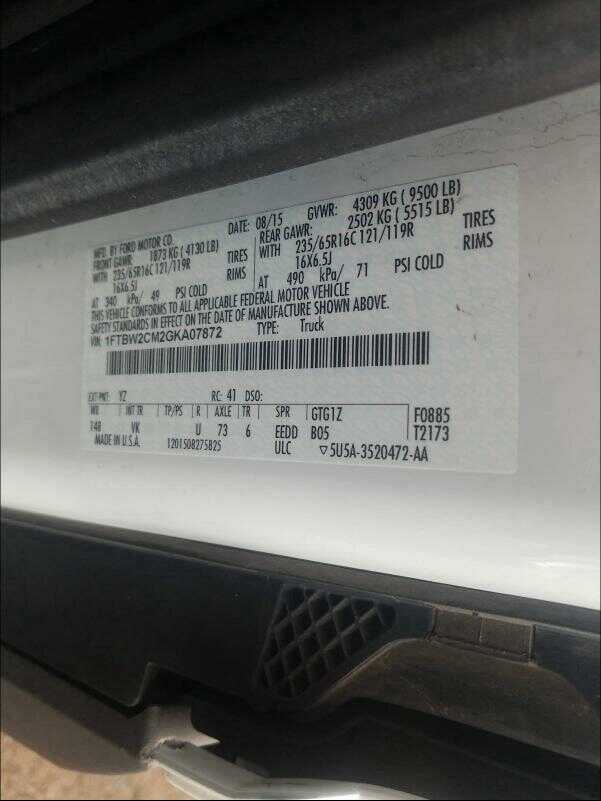 MFD. BY FORD MOTOR CO. DATE: 08/15 GVWR: 4309 KG ( 9500 LB)
FRONT GAWR 1873 KG ( 4130 LB) REAR GAWR: 2502 KG ( 5515 LB)
WITH 235/65R16C 121/119R TIRES WITH 235/65R16C 121/119R TIRES
16X6.5J RIMS 16X6.5J RIMS
AT 340 kPa/ 49 PSI COLD AT 490 kPa/ 71 PSI COLD
THIS VEHICLE CONFORMS TO ALL APPLICABLE FEDERAL MOTOR VEHICLE
SAFETY STANDARDS IN EFFECT ON THE DATE OF MANUFACTURE SHOWN ABOVE.
VIN: 1FTBW2CM2GKA07872 TYPE: Truck
EXT PNT: YZ RC: 41 DSO:
WB INT TR TP/PS R AXLE TR SPR GTG1Z F0885
148 VK U 73 6 EEDD B05 T2173
MADE IN U.S.A. 1201508275825 ULC ▽5U5A-3520472-AA